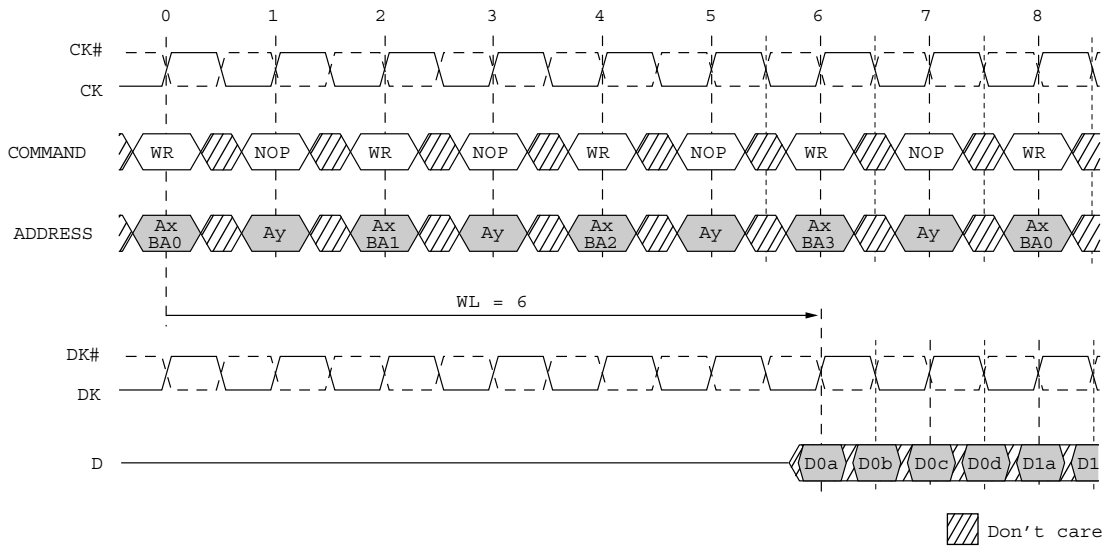 0 1 2 3 4 5 6 7 8
CK#
CK
COMMAND WR NOP WR NOP WR NOP WR NOP WR
Ax Ax Ax Ax Ax
ADDRESS Ay Ay Ay Ay
BA0 BA1 BA2 BA3 BA0
WL = 6
DK#
DK
D D0a D0b D0c D0d D1a D1
Don't care